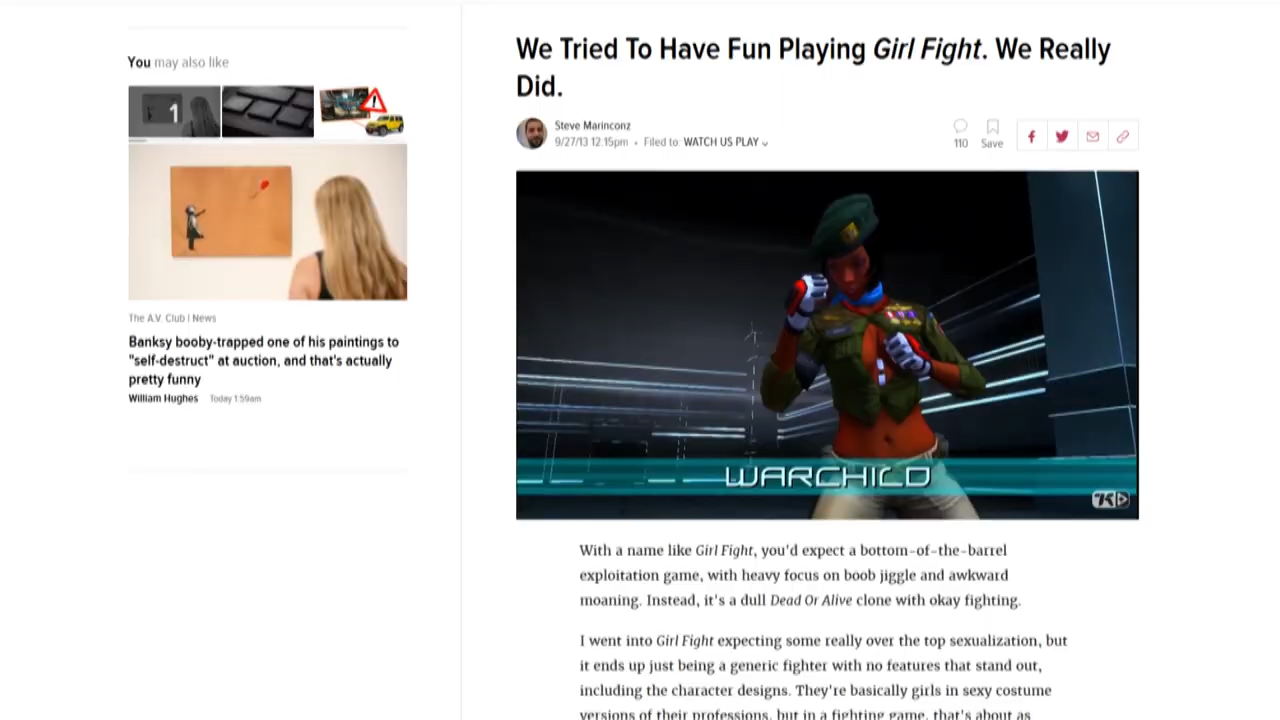 You may also like
1
The A.V. Club | News
Banksy booby-trapped one of his paintings to
"self-destruct" at auction, and that's actually
pretty funny
William Hughes Today 1:59am
We Tried To Have Fun Playing Girl Fight. We Really
Did.
Steve Marinconz
9/27/13 12:15pm • Filed to: WATCH US PLAY
110 Save
WARCHILD
With a name like Girl Fight, you'd expect a bottom-of-the-barrel
exploitation game, with heavy focus on boob jiggle and awkward
moaning. Instead, it's a dull Dead Or Alive clone with okay fighting.
I went into Girl Fight expecting some really over the top sexualization, but
it ends up just being a generic fighter with no features that stand out,
including the character designs. They're basically girls in sexy costume
versions of their professions, but in a fighting game, that's about as